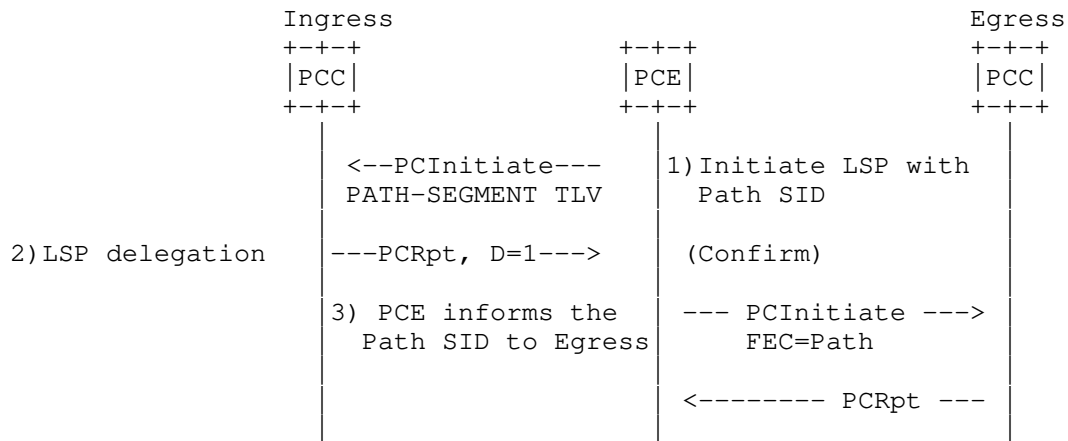 Ingress                                              Egress
                      +-+-+                     +-+-+                      +-+-+
                      |PCC|                     |PCE|                      |PCC|
                      +-+-+                     +-+-+                      +-+-+
                        |                         |                          |
                        | <--PCInitiate---        |1)Initiate LSP with       |
                        | PATH-SEGMENT TLV        |  Path SID                |
                        |                         |                          |
2)LSP delegation        |---PCRpt, D=1--->        | (Confirm)                |
                        |                         |                          |
                        |3) PCE informs the       | --- PCInitiate --->      |
                        |  Path SID to Egress     |     FEC=Path             |
                        |                         |                          |
                        |                         | <-------- PCRpt ---      |
                        |                         |                          |